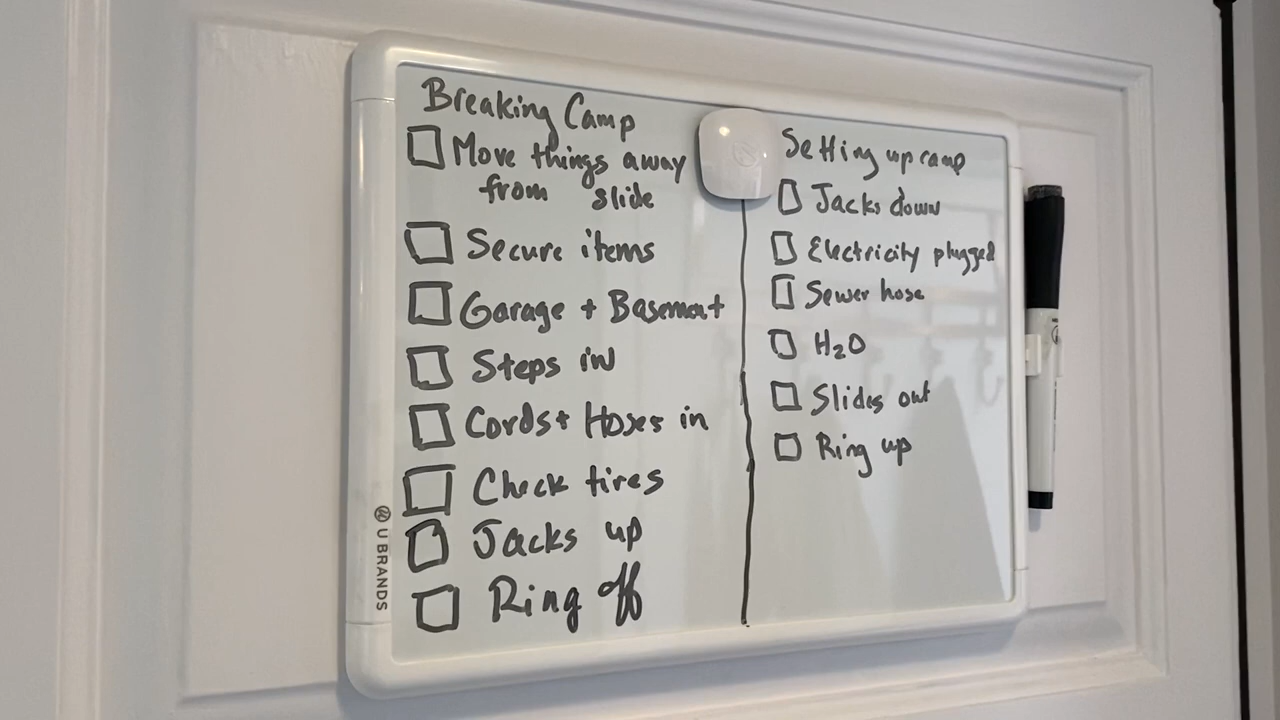 Breaking Camp
Move things away
from slide
Secure items
Garage + Basement
Steps in
Cords + Hoses in
Check tires
Jacks up
Ring off
Setting up camp
Jacks down
Electricity plugged
Sewer hose
H2O
Slides out
Ring up
U BRANDS